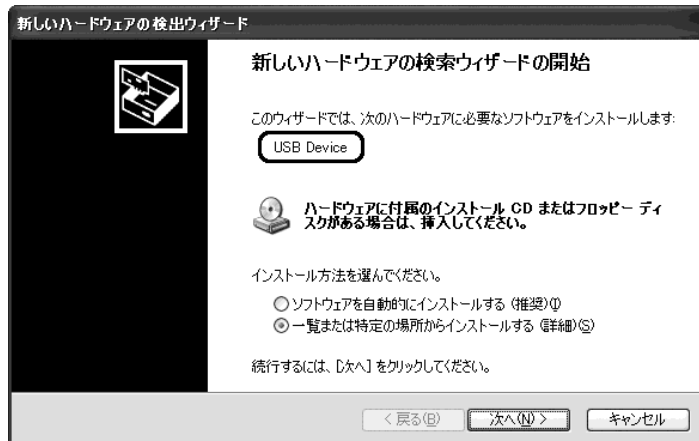 新しいハードウェアの検出ウィザード
新しいハードウェアの検索ウィザードの開始
このウィザードでは、次のハードウェアに必要なソフトウェアをインストールします:
USB Device
ハードウェアに付属のインストール CD またはフロッピー ディ
スクがある場合は、挿入してください。
インストール方法を選んでください。
ソフトウェアを自動的にインストールする (推奨)(I)
一覧または特定の場所からインストールする (詳細)(S)
続行するには、[次へ] をクリックしてください。
< 戻る(B) 次へ(N) > キャンセル